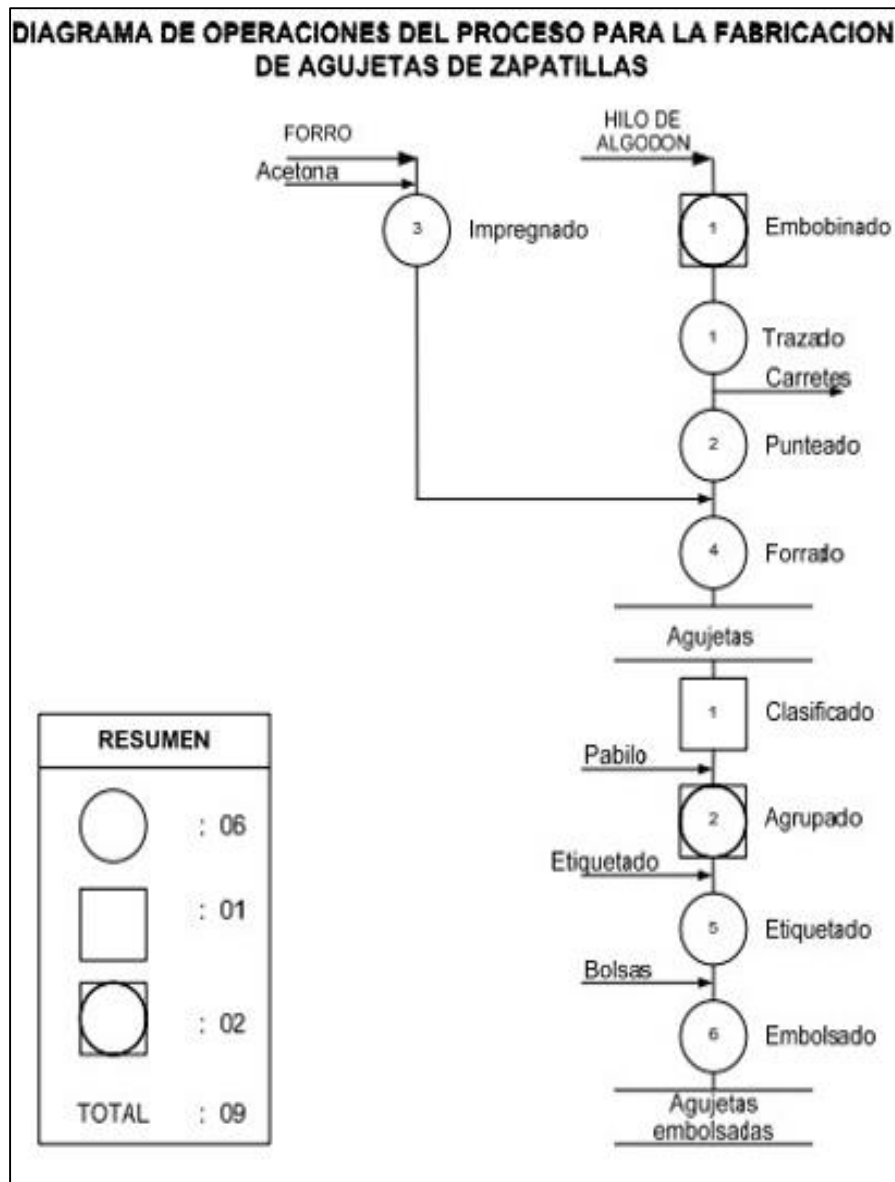 DIAGRAMA DE OPERACIONES DEL PROCESO PARA LA FABRICACION
DE AGUJETAS DE ZAPATILLAS
FORRO
Acetona
3
Impregnado
HILO DE
ALGODON
1
Embobinado
1
Trazado
Carretes
2
Punteado
4
Forrado
Agujetas
1
Clasificado
Pabilo
2
Agrupado
Etiquetado
5
Etiquetado
Bolsas
6
Embolsado
Agujetas
embolsadas
RESUMEN
: 06
: 01
: 02
TOTAL : 09